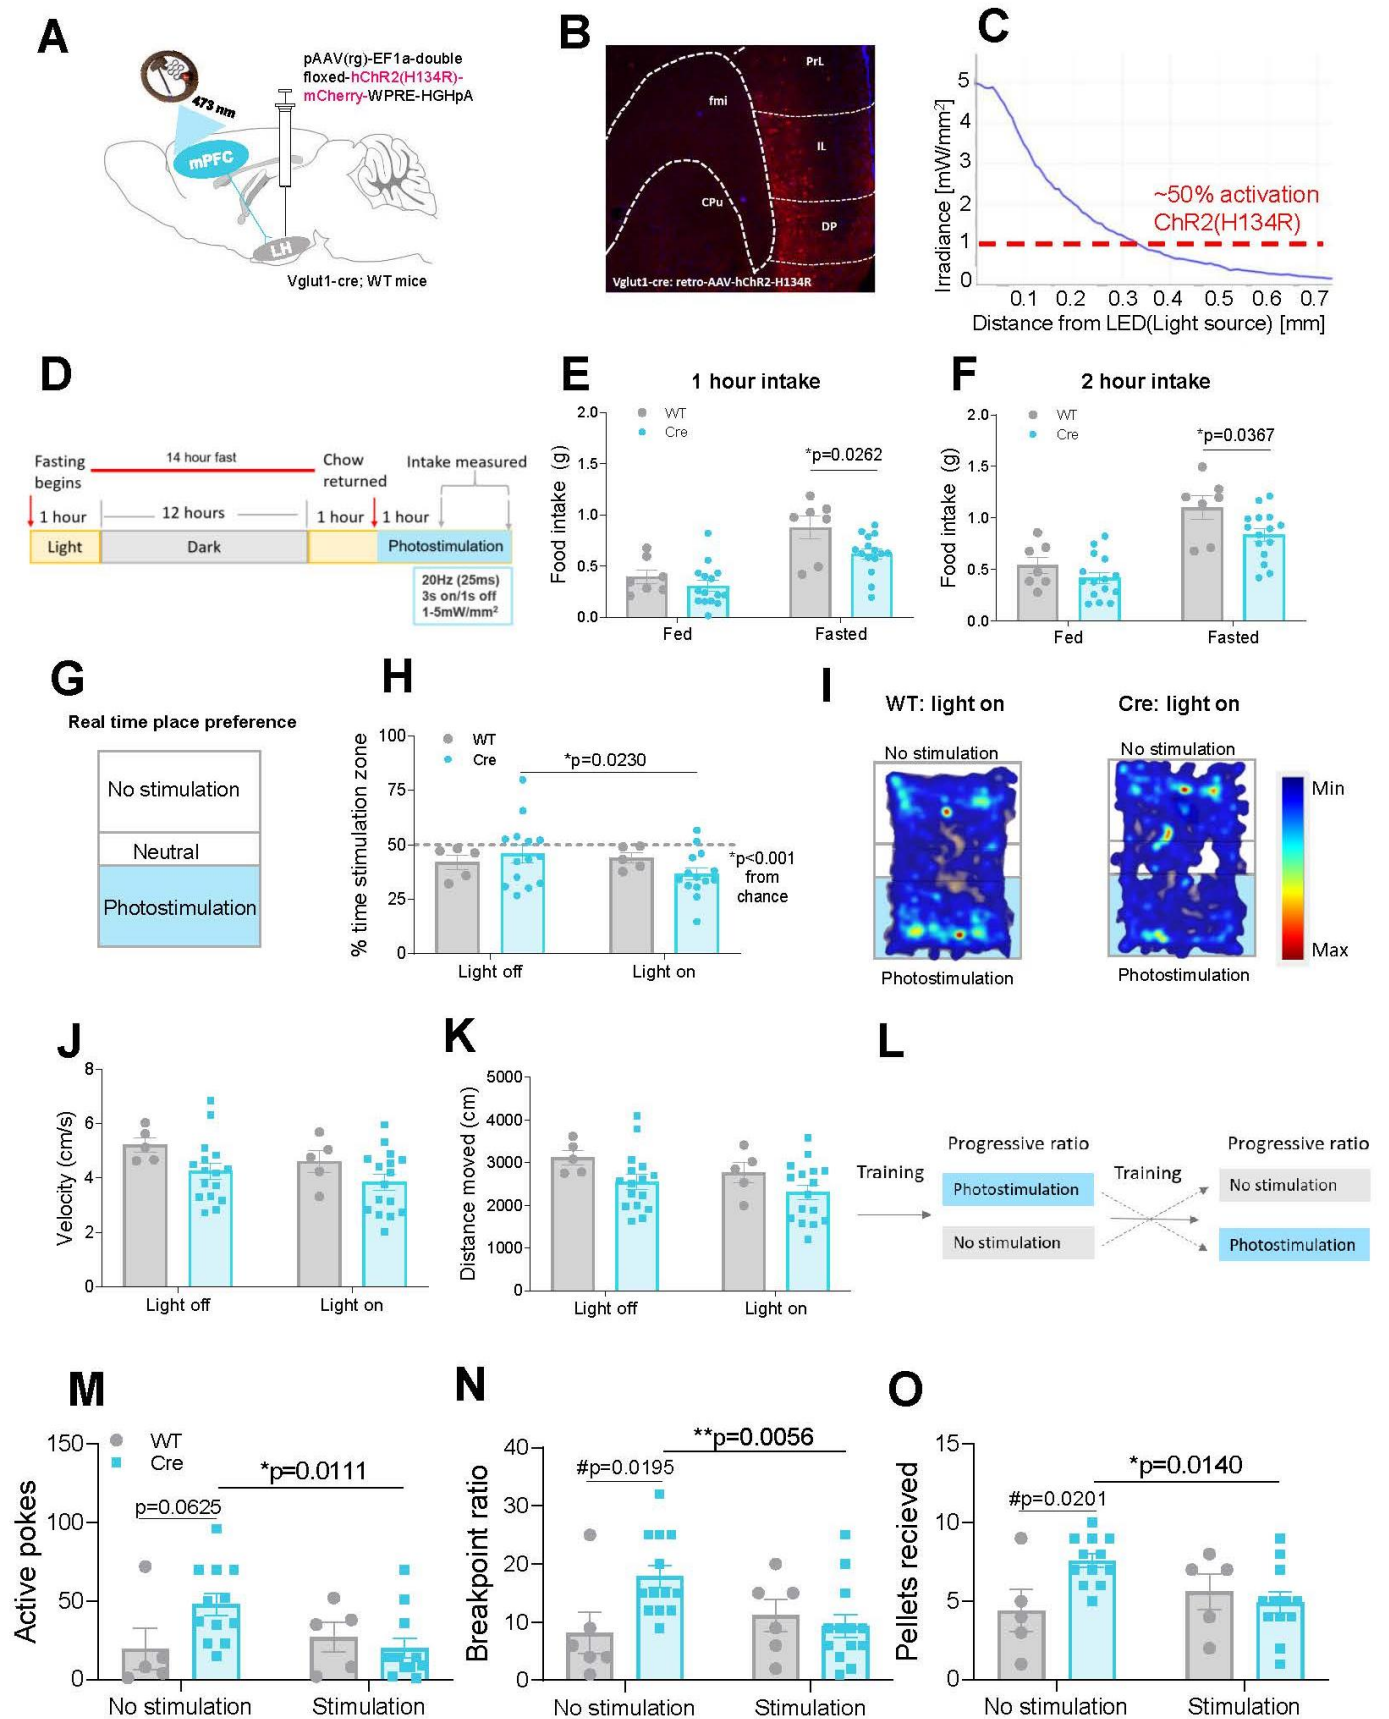 A
pAAV(rg)-EF1a-double
floxed-hChR2(H134R)-
mCherry-WPRE-HGHpA
473 nm
mPFC
LH
Vglut1-cre; WT mice
B
PrL
fmi
IL
CPu
DP
Vglut1-cre: retro-AAV-hChR2-H134R
C
Irradiance [mW/mm²]
5
4
3
2
1
0
~50% activation
ChR2(H134R)
0.1 0.2 0.3 0.4 0.5 0.6 0.7
Distance from LED(Light source) [mm]
D
Fasting
begins
14 hour fast
Chow
returned
Intake measured
1 hour
12 hours
1 hour
1 hour
Light
Dark
Photostimulation
20Hz (25ms)
3s on/1s off
1-5mW/mm²
E
1 hour intake
Food intake (g)
2.0
1.5
1.0
0.5
0.0
WT
Cre
*p=0.0262
Fed
Fasted
F
2 hour intake
Food intake (g)
2.0
1.5
1.0
0.5
0.0
WT
Cre
*p=0.0367
Fed
Fasted
G
Real time place preference
No stimulation
Neutral
Photostimulation
H
% time stimulation zone
100
75
50
25
0
WT
Cre
*p=0.0230
*p<0.001
from
chance
Light off
Light on
I
WT: light on
No stimulation
Photostimulation
Cre: light on
No stimulation
Photostimulation
Min
Max
J
Velocity (cm/s)
8
6
4
2
0
Light off
Light on
K
Distance moved (cm)
5000
4000
3000
2000
1000
0
Light off
Light on
L
Training
Progressive ratio
Photostimulation
No stimulation
Training
Progressive ratio
No stimulation
Photostimulation
M
Active pokes
150
100
50
0
WT
Cre
*p=0.0111
p=0.0625
No stimulation
Stimulation
N
Breakpoint ratio
40
30
20
10
0
**p=0.0056
#p=0.0195
No stimulation
Stimulation
O
Pellets recieved
15
10
5
0
*p=0.0140
#p=0.0201
No stimulation
Stimulation